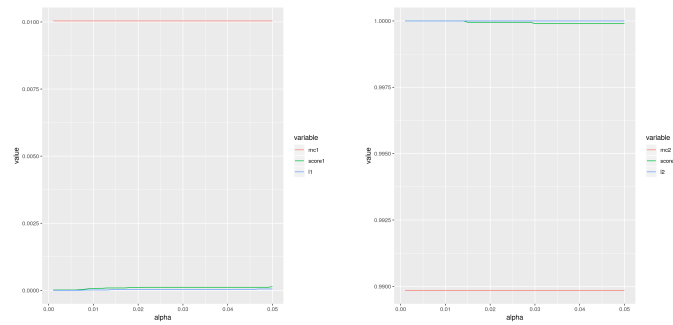 0.0100
0.0075
0.0050
0.0025
0.0000
value
0.00
0.01
0.02
0.03
0.04
0.05
alpha
variable
mc1
score1
l1
1.0000
0.9975
0.9950
0.9925
0.9900
value
0.00
0.01
0.02
0.03
0.04
0.05
alpha
variable
mc2
score
l2